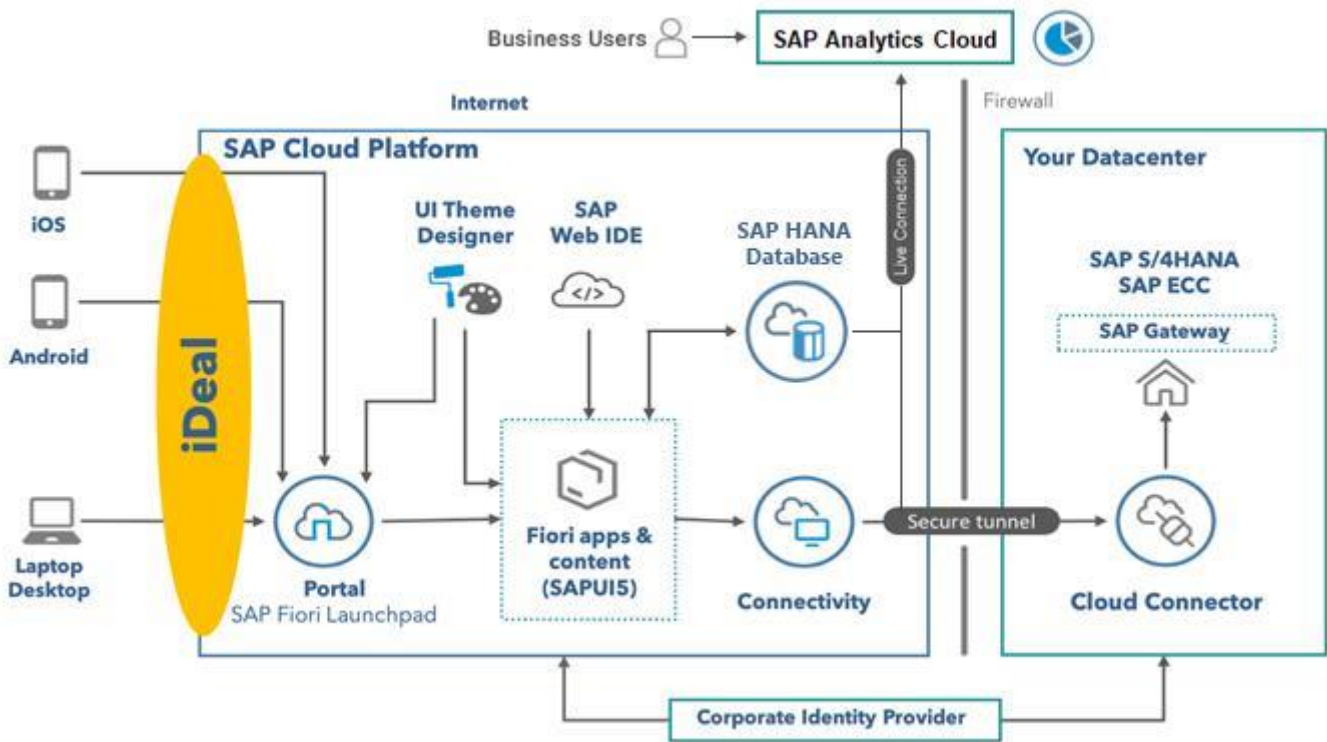 Business Users
SAP Analytics Cloud
Internet
Firewall
SAP Cloud Platform
Your Datacenter
iOS
UI Theme
Designer
SAP
Web IDE
</>
SAP HANA
Database
Live Connection
SAP S/4HANA
SAP ECC
SAP Gateway
Android
iDeal
Laptop
Desktop
Portal
SAP Fiori Launchpad
Fiori apps &
content
(SAPUI5)
Connectivity
Secure tunnel
Cloud Connector
Corporate Identity Provider